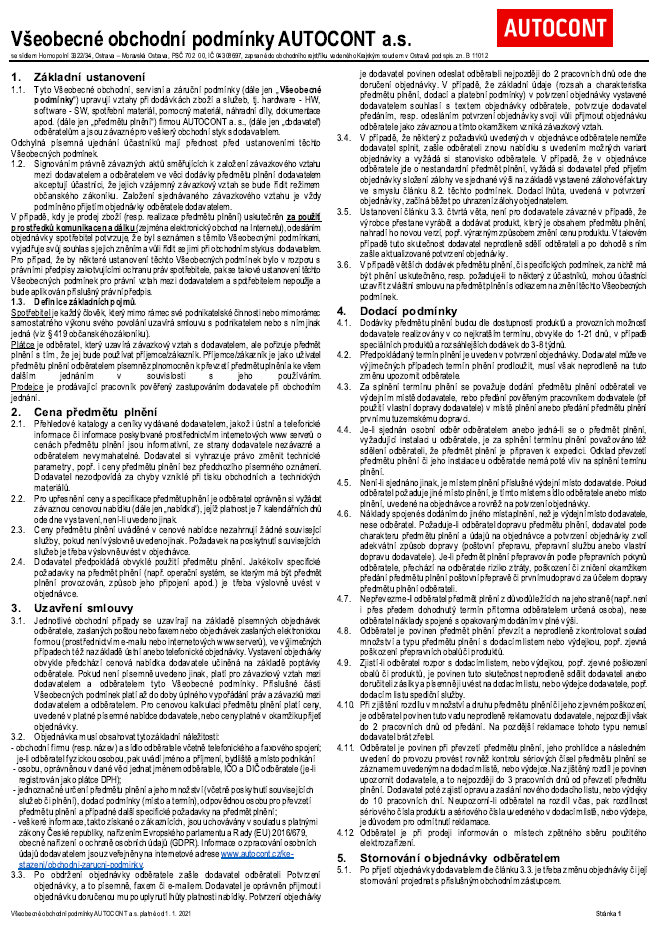 Všeobecné obchodní podmínky AUTOCONT a.s.
AUTOCONT
se sídlem Hornopolní 3322/34, Ostrava – Moravská Ostrava, PSČ 702 00, IČ 04308697, zapsaného do obchodního rejstříku vedeného Krajským soudem v Ostravě pod spis. zn. B 11012
1. Základní ustanovení
1.1. Tyto Všeobecné obchodní, servisní a záruční podmínky (dále jen „Všeobecné
podmínky“) upravují vztahy při dodávkách zboží a služeb, tj. hardware - HW,
software - SW, spotřební materiál, pomocný materiál, náhradní díly, dokumentace
apod. (dále jen „předmětu plnění“) firmou AUTOCONT a. s., (dále jen „dodavatel“)
odběratelům a jsou závazné pro veškerý obchodní styk s dodavatelem.
Odchylná písemná ujednání účastníků mají přednost před ustanoveními těchto
Všeobecných podmínek.
1.2. Signováním právně závazných aktů směřujících k založení závazkového vztahu
mezi dodavatelem a odběratelem ve věci dodávky předmětu plnění dodavatelem
akceptují účastníci, že jejich vzájemný závazkový vztah se bude řídit režimem
občanského zákoníku. Založení sjednávaného závazkového vztahu je vždy
podmíněno přijetím objednávky odběratele dodavatelem.
V případě, kdy je prodej zboží (resp. realizace předmětu plnění) uskutečněn za použití
prostředků komunikace na dálku (zejména elektronický obchod na Internetu), odesláním
objednávky spotřebitel potvrzuje, že byl seznámen s těmito Všeobecnými podmínkami,
vyjadřuje svůj souhlas s jejich zněním a vůli řídit se jimi při obchodním styku s dodavatelem.
Pro případ, že by některé ustanovení těchto Všeobecných podmínek bylo v rozporu s
právními předpisy zakotvujícími ochranu práv spotřebitele, pak se takové ustanovení těchto
Všeobecných podmínek pro právní vztah mezi dodavatelem a spotřebitelem nepoužije a
bude aplikován příslušný právní předpis.
1.3. Definice základních pojmů.
Spotřebitel je každý člověk, který mimo rámec své podnikatelské činnosti nebo mimo rámec
samostatného výkonu svého povolání uzavírá smlouvu s podnikatelem nebo s ním jinak
jedná (viz § 419 občanského zákoníku).
Plátce je odběratel, který uzavírá závazkový vztah s dodavatelem, ale pořizuje předmět
plnění s tím, že jej bude používat příjemce/zákazník. Příjemce/zákazník je jako uživatel
předmětu plnění odběratelem písemně zplnomocněn k převzetí předmětu plnění a ke všem
dalším jednáním v souvislosti s jeho používáním.
Prodejce je prodávající pracovník pověřený zastupováním dodavatele při obchodním
jednání.
2. Cena předmětu plnění
2.1. Přehledové katalogy a ceníky vydávané dodavatelem, jakož i ústní a telefonické
informace či informace poskytované prostřednictvím internetových www serverů o
cenách předmětu plnění jsou informativní, ze strany dodavatele nezávazné a
odběratelem nevymahatelné. Dodavatel si vyhrazuje právo změnit technické
parametry, popř. i ceny předmětu plnění bez předchozího písemného oznámení.
Dodavatel nezodpovídá za chyby vzniklé při tisku obchodních a technických
materiálů.
2.2. Pro upřesnění ceny a specifikace předmětu plnění je odběratel oprávněn si vyžádat
závaznou cenovou nabídku (dále jen „nabídka“), jejíž platnost je 7 kalendářních dnů
ode dne vystavení, není-li uvedeno jinak.
2.3. Ceny předmětu plnění uváděné v cenové nabídce nezahrnují žádné související
služby, pokud není výslovně uvedeno jinak. Požadavek na poskytnutí souvisejících
služeb je třeba výslovně uvést v objednávce.
2.4. Dodavatel předpokládá obvyklé použití předmětu plnění. Jakékoliv specifické
požadavky na předmět plnění (např. operační systém, se kterým má být předmět
plnění provozován, způsob jeho připojení apod.) je třeba výslovně uvést v
objednávce.
3. Uzavření smlouvy
3.1. Jednotlivé obchodní případy se uzavírají na základě písemných objednávek
odběratele, zaslaných poštou nebo faxem nebo objednávek zaslaných elektronickou
formou (prostřednictvím e-mailu nebo internetových www serverů), ve výjimečných
případech též na základě ústní anebo telefonické objednávky. Vystavení objednávky
obvykle předchází cenová nabídka dodavatele učiněná na základě poptávky
odběratele. Pokud není písemně uvedeno jinak, platí pro závazkový vztah mezi
dodavatelem a odběratelem tyto Všeobecné podmínky. Příslušné části
Všeobecných podmínek platí až do doby úplného vypořádání práv a závazků mezi
dodavatelem a odběratelem. Pro cenovou kalkulaci předmětu plnění platí ceny,
uvedené v platné písemné nabídce dodavatele, nebo ceny platné v okamžiku přijetí
objednávky.
3.2. Objednávka musí obsahovat tyto základní náležitosti:
- obchodní firmu (resp. název) a sídlo odběratele včetně telefonického a faxového spojení;
je-li odběratel fyzickou osobou, pak uvádí jméno a příjmení, bydliště a místo podnikání
- osobu, oprávněnou v dané věci jednat jménem odběratele, IČO a DIČ odběratele (je-li
registrován jako plátce DPH);
- jednoznačné určení předmětu plnění a jeho množství (včetně poskytnutí souvisejících
služeb či plnění), dodací podmínky (místo a termín), odpovědnou osobu pro převzetí
předmětu plnění a případné další specifické požadavky na předmět plnění;
- veškeré informace, takto získané o zákaznících, jsou uchovávány v souladu s platnými
zákony České republiky, nařízením Evropského parlamentu a Rady (EU) 2016/679,
obecné nařízení o ochraně osobních údajů (GDPR). Informace o zpracování osobních
údajů dodavatelem jsou zveřejněny na internetové adrese www.autocont.cz/ke-
stazeni/obchodni-zarucni-podminky.
3.3. Po obdržení objednávky odběratele zašle dodavatel odběrateli Potvrzení
objednávky, a to písemně, faxem či e-mailem. Dodavatel je oprávněn přijmout i
objednávku doručenou mu po uplynutí lhůty platnosti nabídky. Potvrzení objednávky
je dodavatel povinen odeslat odběrateli nejpozději do 2 pracovních dnů ode dne
doručení objednávky. V případě, že základní údaje (rozsah a charakteristika
předmětu plnění, dodací a platební podmínky) v potvrzení objednávky vystavené
dodavatelem souhlasí s textem objednávky odběratele, potvrzuje dodavatel
předáním, resp. odesláním potvrzení objednávky svoji vůli přijmout objednávku
odběratele jako závaznou a tímto okamžikem vzniká závazkový vztah.
3.4. V případě, že některý z požadavků uvedených v objednávce odběratele nemůže
dodavatel splnit, zašle odběrateli znovu nabídku s uvedením možných variant
objednávky a vyžádá si stanovisko odběratele. V případě, že v objednávce
odběratele jde o nestandardní předmět plnění, vyžádá si dodavatel před přijetím
objednávky složení zálohy ve sjednané výši na základě vystavené zálohové faktury
ve smyslu článku 8.2. těchto podmínek. Dodací lhůta, uvedená v potvrzení
objednávky, začíná běžet po uhrazení zálohy odběratelem.
3.5. Ustanovení článku 3.3. čtvrtá věta, není pro dodavatele závazné v případě, že
výrobce přestane vyrábět a dodávat produkt, který je obsahem předmětu plnění,
nahradí ho novou verzí, popř. výrazným způsobem změní cenu produktu. V takovém
případě tuto skutečnost dodavatel neprodleně sdělí odběrateli a po dohodě s ním
zašle aktualizované potvrzení objednávky.
3.6. V případě větších dodávek předmětu plnění, či specifických podmínek, za nichž má
být plnění uskutečněno, resp. požaduje-li to některý z účastníků, mohou účastníci
uzavřít zvláštní smlouvu na předmět plnění s odkazem na znění těchto Všeobecných
podmínek.
4. Dodací podmínky
4.1. Dodávky předmětu plnění budou dle dostupnosti produktů a provozních možností
dodavatele realizovány v co nejkratším termínu, obvykle do 1-21 dnů, v případě
speciálních produktů a rozsáhlejších dodávek do 3-8 týdnů.
4.2. Předpokládaný termín plnění je uveden v potvrzení objednávky. Dodavatel může ve
výjimečných případech termín plnění prodloužit, musí však neprodleně na tuto
změnu upozornit odběratele.
4.3. Za splnění termínu plnění se považuje dodání předmětu plnění odběrateli ve
výdejním místě dodavatele, nebo předání pověřeným pracovníkem dodavatele (při
použití vlastní dopravy dodavatele) v místě plnění anebo předání předmětu plnění
prvnímu tuzemskému dopravci.
4.4. Je-li sjednán osobní odběr odběratelem anebo jedná-li se o předmět plnění,
vyžadující instalaci u odběratele, je za splnění termínu plnění považováno též
sdělení odběrateli, že předmět plnění je připraven k expedici. Odklad převzetí
předmětu plnění či jeho instalace u odběratele nemá poté vliv na splnění termínu
plnění.
4.5. Není-li sjednáno jinak, je místem plnění příslušné výdejní místo dodavatele. Pokud
odběratel požaduje jiné místo plnění, je tímto místem sídlo odběratele anebo místo
plnění, uvedené na objednávce a rovněž na potvrzení objednávky.
4.6. Náklady spojené s dodáním do jiného místa plnění, než je výdejní místo dodavatele,
nese odběratel. Požaduje-li odběratel dopravu předmětu plnění, dodavatel pode
charakteru předmětu plnění a údajů na objednávce a potvrzení objednávky zvolí
adekvátní způsob dopravy (poštovní přepravu, přepravní službu anebo vlastní
dopravu dodavatele). Je-li předmět plnění přepravován podle přepravních pokynů
odběratele, přechází na odběratele riziko ztráty, poškození či zničení okamžikem
předání předmětu plnění poštovní přepravě či prvnímu dopravci za účelem dopravy
předmětu plnění odběrateli.
4.7. Nepřevezme-li odběratel předmět plnění z důvodů ležících na jeho straně (např. není
i přes předem dohodnutý termín přítomna odběratelem určená osoba), nese
odběratel náklady spojené s opakovaným dodáním v plné výši.
4.8. Odběratel je povinen předmět plnění převzít a neprodleně zkontrolovat soulad
množství a typu předmětu plnění s dodacím listem nebo výdejkou, popř. zjevná
poškození přepravních obalů či produktů.
4.9. Zjistí-li odběratel rozpor s dodacím listem, nebo výdejkou, popř. zjevné poškození
obalů či produktů, je povinen tuto skutečnost neprodleně sdělit dodavateli anebo
doručiteli zásilky a písemně ji uvést na dodacím listu, nebo výdejce dodavatele, popř.
dodacím listu spediční služby.
4.10. Při zjištění rozdílu v množství a druhu předmětu plnění či jeho zjevném poškození,
je odběratel povinen tuto vadu neprodleně reklamovat u dodavatele, nejpozději však
do 2 pracovních dnů od předání. Na pozdější reklamace tohoto typu nemusí
dodavatel brát zřetel.
4.11. Odběratel je povinen při převzetí předmětu plnění, jeho prohlídce a následném
uvedení do provozu provést rovněž kontrolu sériových čísel předmětu plnění se
záznamem uvedeným na dodacím listě, nebo výdejce. Na zjištěný rozdíl je povinen
upozornit dodavatele, a to nejpozději do 3 pracovních dnů od převzetí předmětu
plnění. Dodavatel poté zajistí opravu a zaslání nového dodacího listu, nebo výdejky
do 10 pracovních dní. Neupozorní-li odběratel na rozdíl včas, pak rozdílnost
sériového čísla produktu a sériového čísla uvedeného v dodacím listě, nebo výdejce,
je důvodem pro odmítnutí reklamace.
4.12. Odběratel je při prodeji informován o místech zpětného sběru použitého
elektrozařízení.
5. Stornování objednávky odběratelem
5.1. Po přijetí objednávky dodavatelem dle článku 3.3. je třeba změnu objednávky či její
stornování projednat s příslušným obchodním zástupcem.
Všeobecné obchodní podmínky AUTOCONT a.s. platné od 1. 1. 2021
Stránka 1